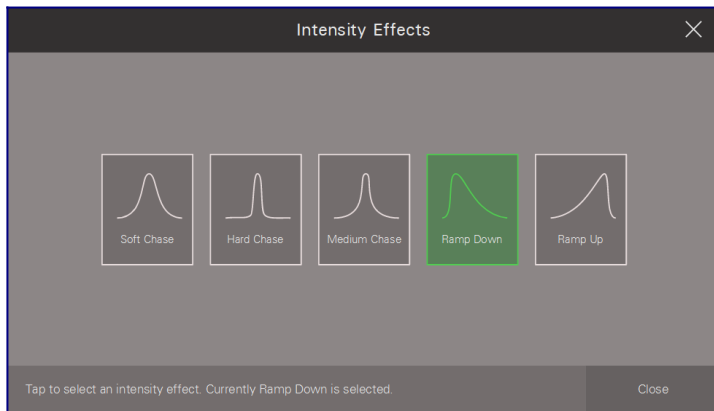 Intensity Effects
Soft Chase
Hard Chase
Medium Chase
Ramp Down
Ramp Up
Tap to select an intensity effect. Currently Ramp Down is selected.
Close